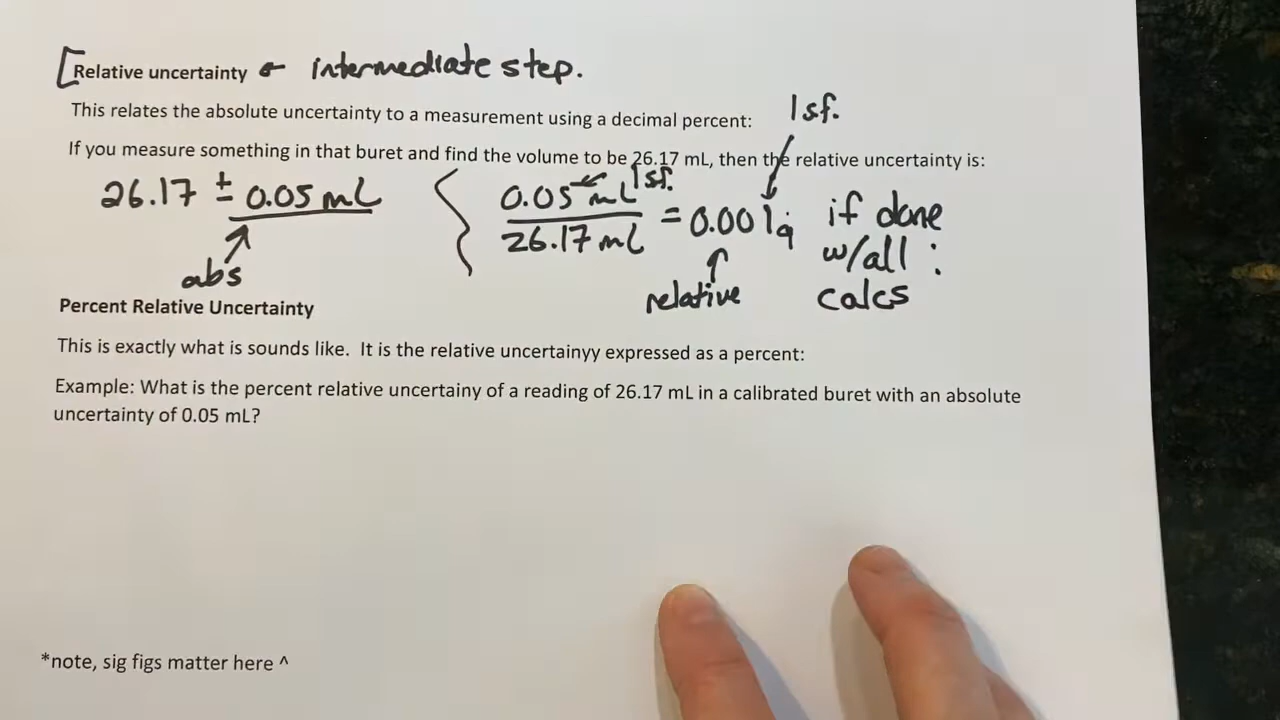 [Relative uncertainty ← intermediate step.
This relates the absolute uncertainty to a measurement using a decimal percent:
1 sf.
If you measure something in that buret and find the volume to be 26.17 mL, then the relative uncertainty is:
26.17 ± 0.05 mL
0.05 mL
1 sf.
26.17 mL
= 0.001₉
if done
w/all :
calcs
abs
relative
Percent Relative Uncertainty
This is exactly what is sounds like. It is the relative uncertainyy expressed as a percent:
Example: What is the percent relative uncertainy of a reading of 26.17 mL in a calibrated buret with an absolute
uncertainty of 0.05 mL?
*note, sig figs matter here ^